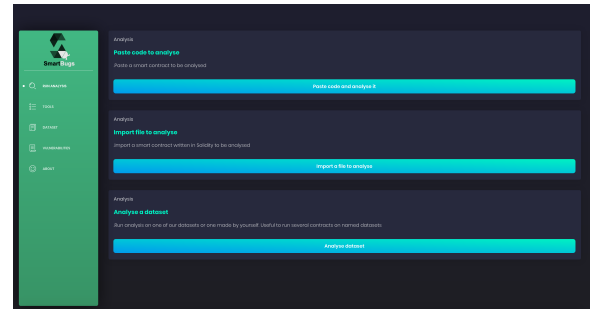 SmartBugs
RUN ANALYSIS
TOOLS
DATASET
VULNERABILITIES
ABOUT
Analysis
Paste code to analyse
Paste a smart contract to be analysed
Paste code and analyse it
Analysis
Import file to analyse
Import a smart contract written in Solidity to be analysed
Import a file to analyse
Analysis
Analyse a dataset
Run analysis on one of our datasets or one made by yourself. Useful to run several contracts on named datasets
Analyse dataset